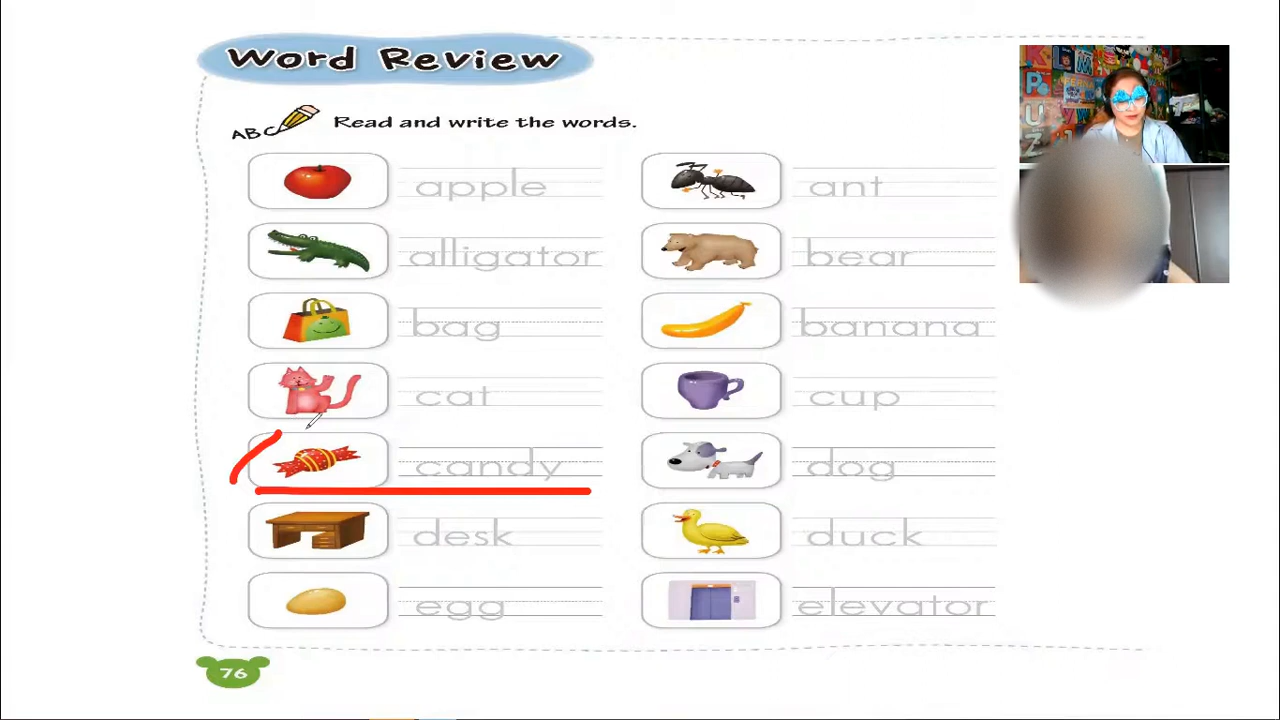 Word Review
ABC Read and write the words.
apple
ant
alligator
bear
bag
banana
cat
cup
candy
dog
desk
duck
egg
elevator
76